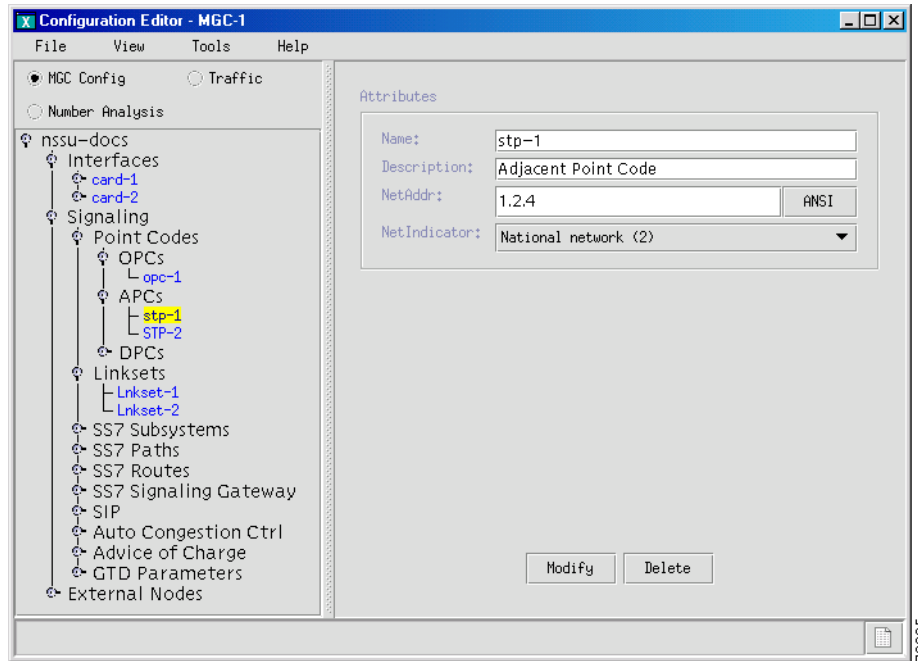 Configuration Editor - MGC-1
File View Tools Help
MGC Config Traffic
Number Analysis
nssu-docs
Interfaces
card-1
card-2
Signaling
Point Codes
OPCs
opc-1
APCs
stp-1
STP-2
DPCs
Linksets
Lnkset-1
Lnkset-2
SS7 Subsystems
SS7 Paths
SS7 Routes
SS7 Signaling Gateway
SIP
Auto Congestion Ctrl
Advice of Charge
GTD Parameters
External Nodes
Attributes
Name: stp-1
Description: Adjacent Point Code
NetAddr: 1.2.4 ANSI
NetIndicator: National network (2)
Modify Delete